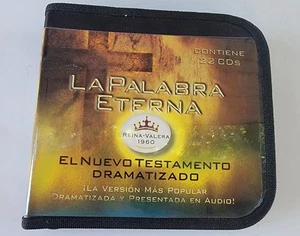 CONTIENE
22 CDs
LA PALABRA
ETERNA
REINA-VALERA
1960
EL NUEVO TESTAMENTO
DRAMATIZADO
¡LA VERSIÓN MÁS POPULAR
DRAMATIZADA Y PRESENTADA EN AUDIO!